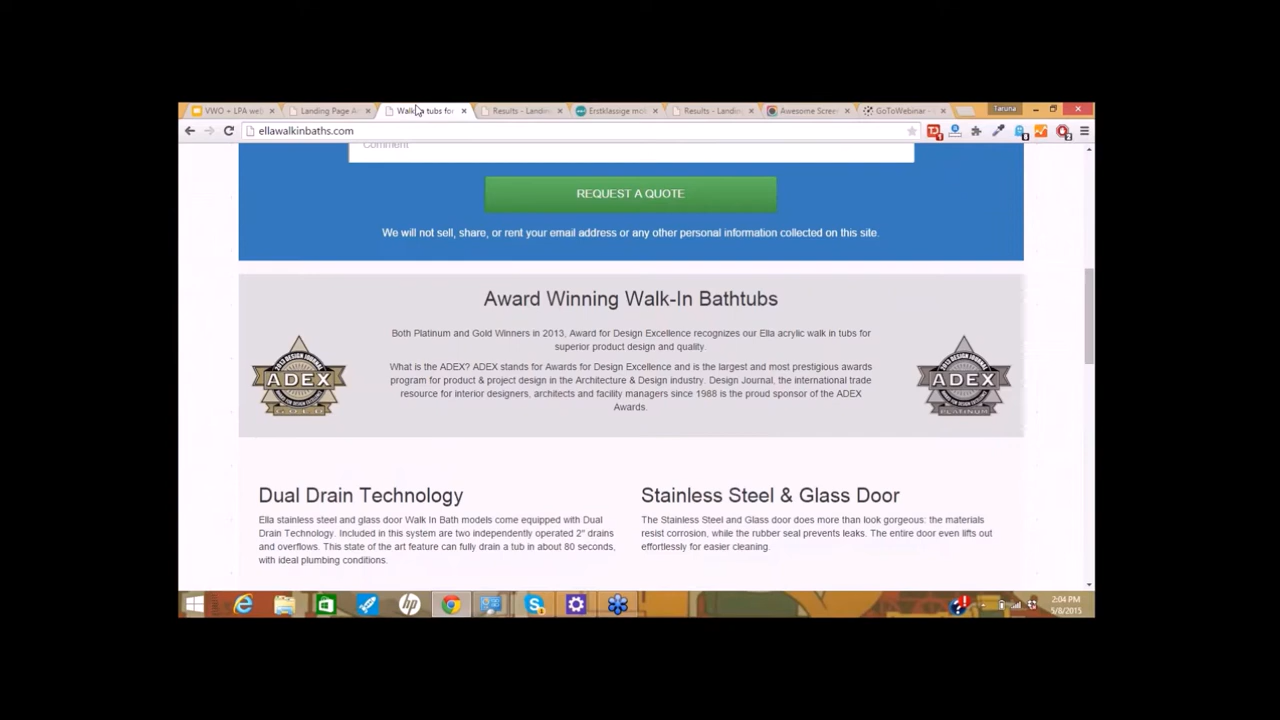 VWO + LPA web
Landing Page A
Walk in tubs for
Results - Landin
Erstklassige mo
Results - Landin
Awesome Scree
GoToWebinar -
Taruna
ellawalkinbaths.com
Comment
REQUEST A QUOTE
We will not sell, share, or rent your email address or any other personal information collected on this site.
Award Winning Walk-In Bathtubs
Both Platinum and Gold Winners in 2013, Award for Design Excellence recognizes our Ella acrylic walk in tubs for
superior product design and quality.
What is the ADEX? ADEX stands for Awards for Design Excellence and is the largest and most prestigious awards
program for product & project design in the Architecture & Design industry. Design Journal, the international trade
resource for interior designers, architects and facility managers since 1988 is the proud sponsor of the ADEX
Awards.
ADEX
GOLD
ADEX
PLATINUM
Dual Drain Technology
Ella stainless steel and glass door Walk In Bath models come equipped with Dual
Drain Technology. Included in this system are two independently operated 2" drains
and overflows. This state of the art feature can fully drain a tub in about 80 seconds,
with ideal plumbing conditions.
Stainless Steel & Glass Door
The Stainless Steel and Glass door does more than look gorgeous: the materials
resist corrosion, while the rubber seal prevents leaks. The entire door even lifts out
effortlessly for easier cleaning.
hp
2:04 PM
5/8/2015